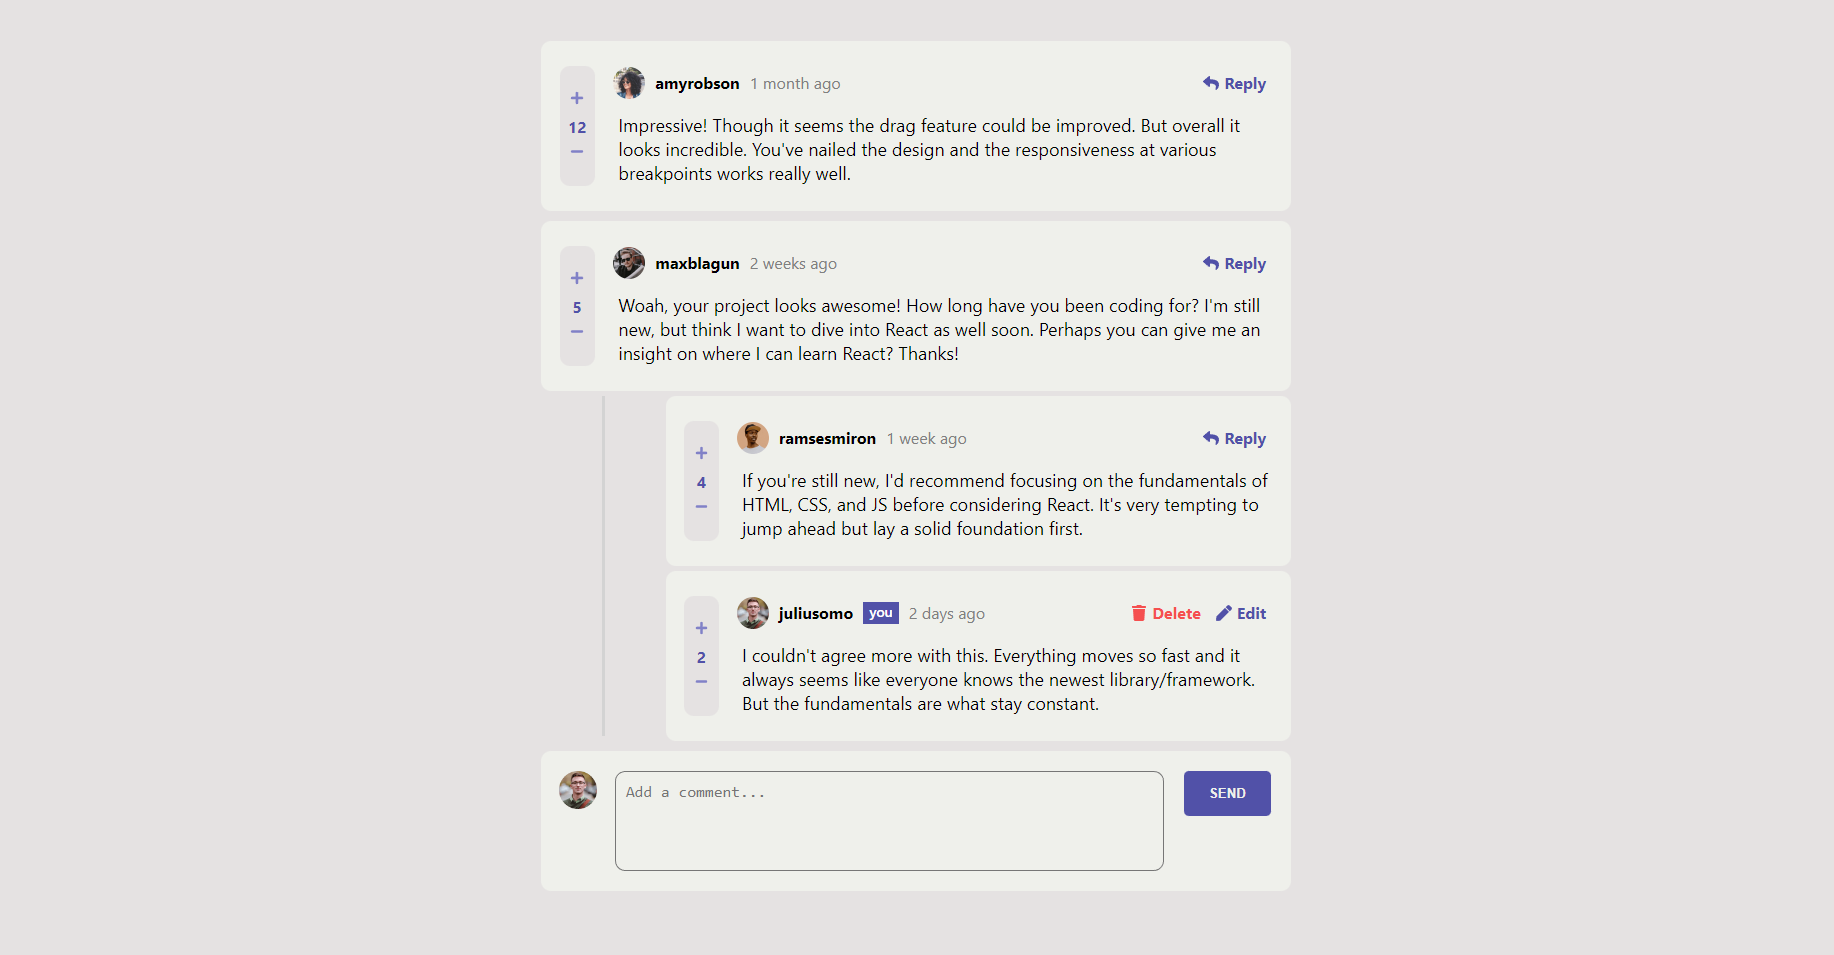 amyrobson 1 month ago Reply
+
12
−
Impressive! Though it seems the drag feature could be improved. But overall it
looks incredible. You've nailed the design and the responsiveness at various
breakpoints works really well.
maxblagun 2 weeks ago Reply
+
5
−
Woah, your project looks awesome! How long have you been coding for? I'm still
new, but think I want to dive into React as well soon. Perhaps you can give me an
insight on where I can learn React? Thanks!
ramsesmiron 1 week ago Reply
+
4
−
If you're still new, I'd recommend focusing on the fundamentals of
HTML, CSS, and JS before considering React. It's very tempting to
jump ahead but lay a solid foundation first.
juliusomo you 2 days ago Delete Edit
+
2
−
I couldn't agree more with this. Everything moves so fast and it
always seems like everyone knows the newest library/framework.
But the fundamentals are what stay constant.
Add a comment... SEND